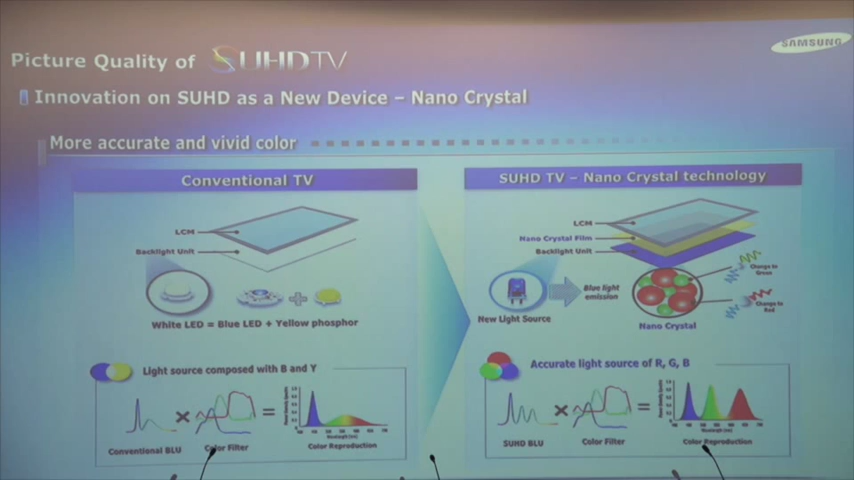 SAMSUNG
Picture Quality of SUHDTV
Innovation on SUHD as a New Device – Nano Crystal
More accurate and vivid color
Conventional TV
LCM
Backlight Unit
White LED = Blue LED + Yellow phosphor
Light source composed with B and Y
Conventional BLU
Color Filter
Color Reproduction
SUHD TV – Nano Crystal technology
LCM
Nano Crystal Film
Backlight Unit
Change to
Green
Blue light
emission
Change to
Red
New Light Source
Nano Crystal
Accurate light source of R, G, B
SUHD BLU
Color Filter
Color Reproduction